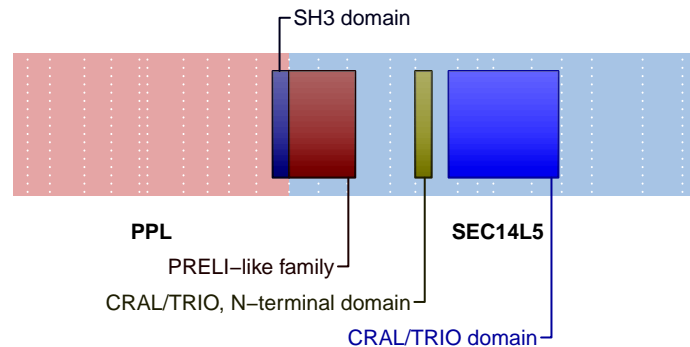 SH3 domain
PPL
SEC14L5
PRELI−like family
CRAL/TRIO, N−terminal domain
CRAL/TRIO domain